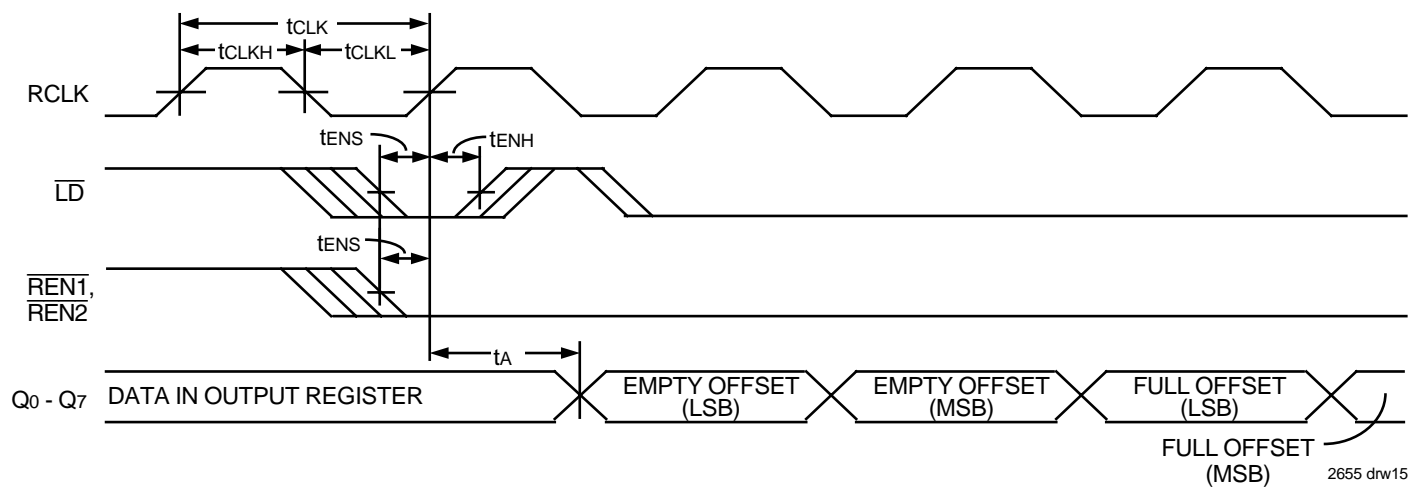 tCLK
tCLKH
tCLKL
RCLK
tENS
tENH
LD
tENS
REN1,
REN2
tA
Q0 - Q7
DATA IN OUTPUT REGISTER
EMPTY OFFSET
(LSB)
EMPTY OFFSET
(MSB)
FULL OFFSET
(LSB)
FULL OFFSET
(MSB)
2655 drw15